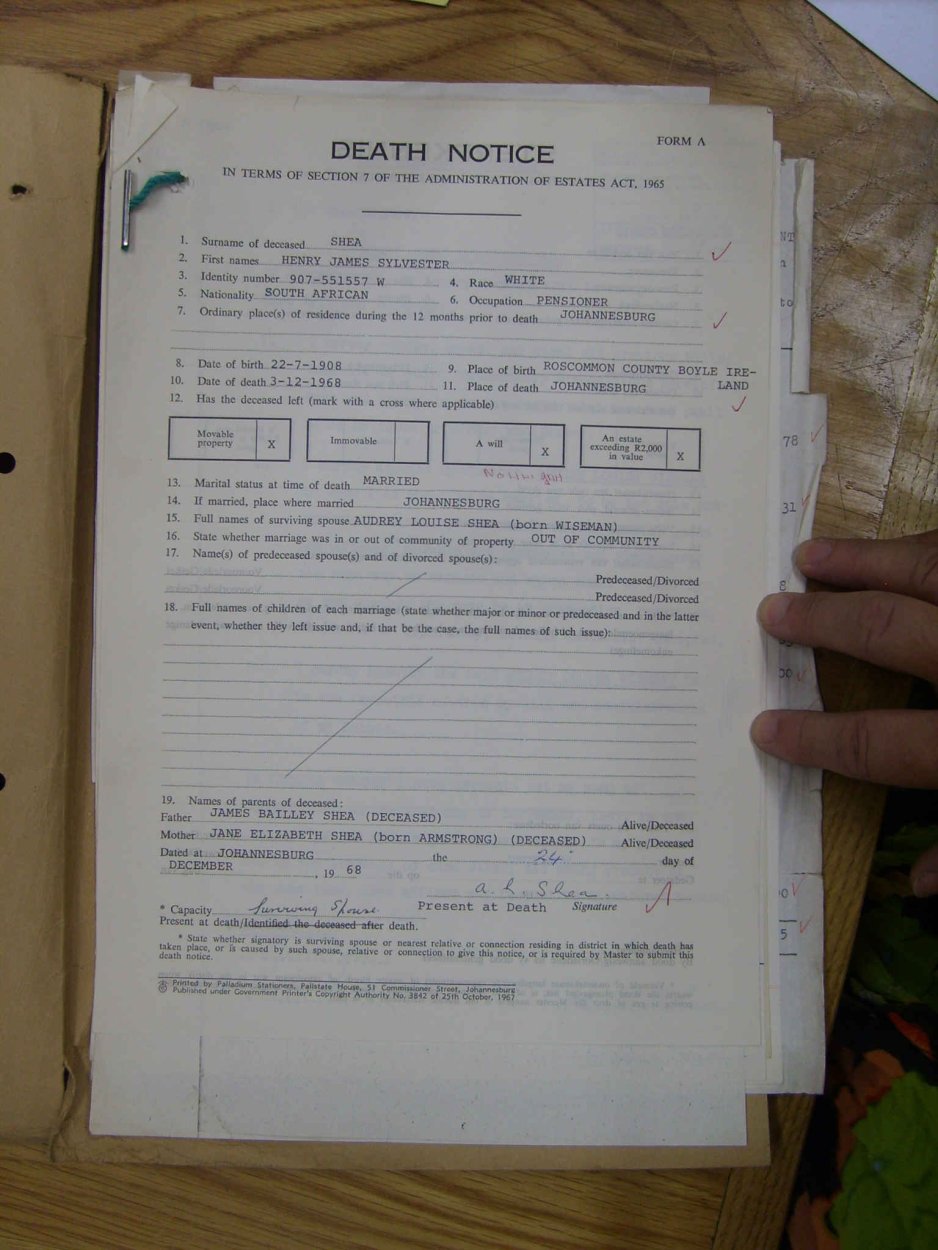 FORM A
DEATH NOTICE
IN TERMS OF SECTION 7 OF THE ADMINISTRATION OF ESTATES ACT, 1965
1. Surname of deceased SHEA
2. First names HENRY JAMES SYLVESTER
3. Identity number 907-551557 W 4. Race WHITE
5. Nationality SOUTH AFRICAN 6. Occupation PENSIONER
7. Ordinary place(s) of residence during the 12 months prior to death JOHANNESBURG
8. Date of birth 22-7-1908 9. Place of birth ROSCOMMON COUNTY BOYLE IRE-
LAND
10. Date of death 3-12-1968 11. Place of death JOHANNESBURG
12. Has the deceased left (mark with a cross where applicable)
Movable property X Immovable A will X An estate exceeding R2,000 in value X
13. Marital status at time of death MARRIED
14. If married, place where married JOHANNESBURG
15. Full names of surviving spouse AUDREY LOUISE SHEA (born WISEMAN)
16. State whether marriage was in or out of community of property OUT OF COMMUNITY
17. Name(s) of predeceased spouse(s) and of divorced spouse(s):
Predeceased/Divorced
Predeceased/Divorced
18. Full names of children of each marriage (state whether major or minor or predeceased and in the latter
event, whether they left issue and, if that be the case, the full names of such issue):
19. Names of parents of deceased:
Father JAMES BAILLEY SHEA (DECEASED) Alive/Deceased
Mother JANE ELIZABETH SHEA (born ARMSTRONG) (DECEASED) Alive/Deceased
Dated at JOHANNESBURG the 24 day of
DECEMBER, 19 68
a. L. Shea.
* Capacity Surviving Spouse. Present at Death Signature
Present at death/Identified the deceased after death.
* State whether signatory is surviving spouse or nearest relative or connection residing in district in which death has
taken place, or is caused by such spouse, relative or connection to give this notice, or is required by Master to submit this
death notice.
Printed by Palladium Stationers, Pallstate House, 51 Commissioner Street, Johannesburg
Published under Government Printer's Copyright Authority No. 3842 of 25th October, 1967
NT
to
78
31
5